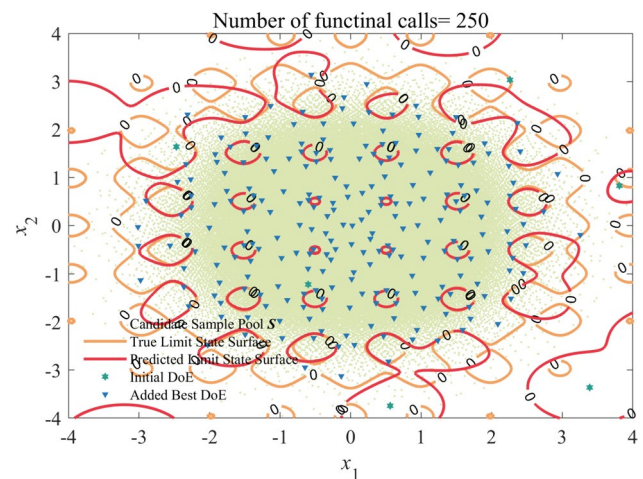 Number of functinal calls= 250
4
3
2
1
0
-1
-2
-3
-4
x2
Candidate Sample Pool S
True Limit State Surface
Predicted Limit State Surface
Initial DoE
Added Best DoE
-4 -3 -2 -1 0 1 2 3 4
x1